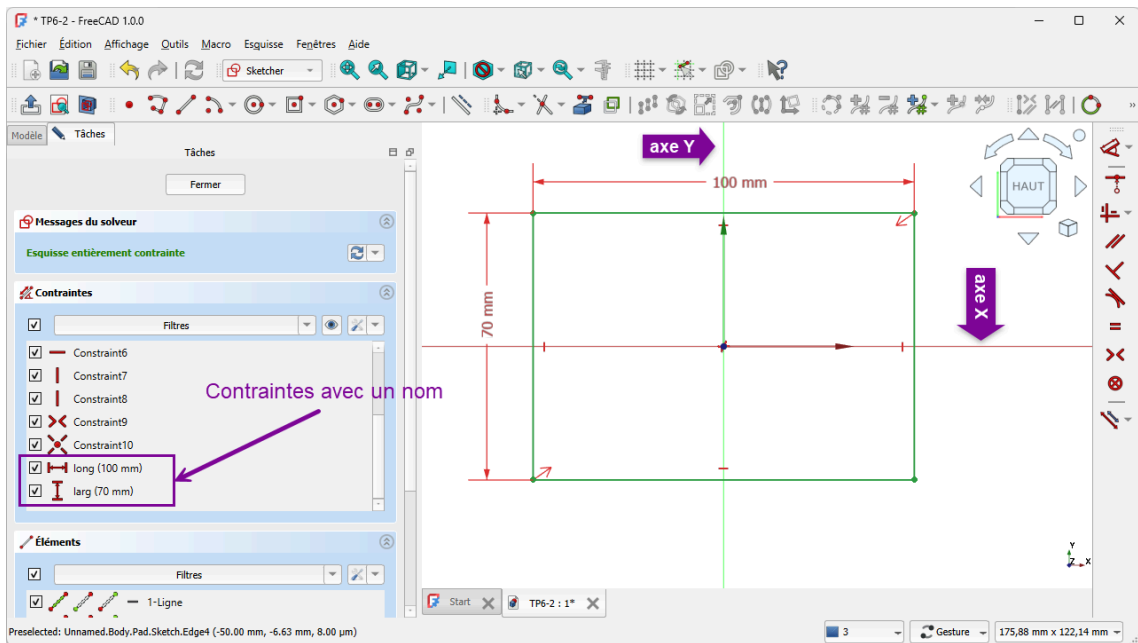 * TP6-2 - FreeCAD 1.0.0
Fichier Édition Affichage Outils Macro Esquisse Fenêtres Aide
Sketcher
Modèle Tâches
Tâches
Fermer
Messages du solveur
Esquisse entièrement contrainte
Contraintes
Filtres
Constraint6
Constraint7
Constraint8
Constraint9
Constraint10
long (100 mm)
larg (70 mm)
Contraintes avec un nom
Éléments
Filtres
1-Ligne
axe Y
100 mm
70 mm
HAUT
axe X
Y
Z X
Start TP6-2 : 1*
Preselected: Unnamed.Body.Pad.Sketch.Edge4 (-50.00 mm, -6.63 mm, 8.00 µm)
3 Gesture 175,88 mm x 122,14 mm